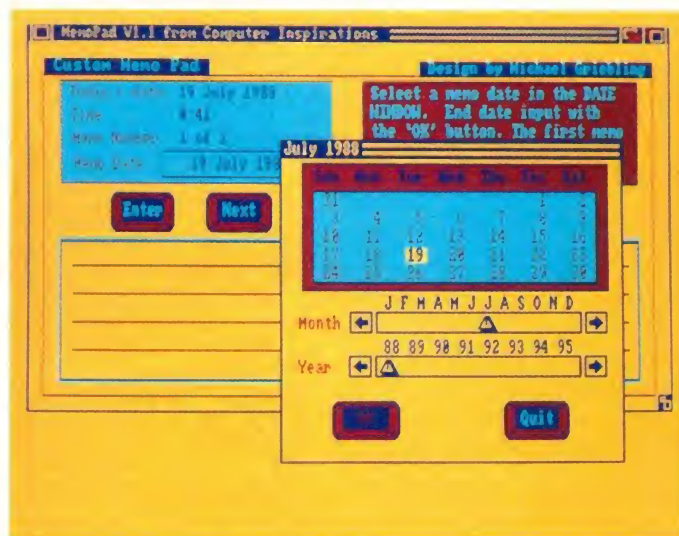 MemoPad V1.1 from Computer Inspirations
Custom Memo Pad
Design by Michael Gribbling
Today's Date 19 July 1988
Time 0:41
Memo Number 1 of 1
Memo Date 19 July 198
Select a memo date in the DATE
WINDOW. End date input with
the "OK" button. The first memo
Enter Next
July 1988
Sun Mon Tue Wed Thu Fri Sat
31 1 2
3 4 5 6 7 8 9
10 11 12 13 14 15 16
17 18 19 20 21 22 23
24 25 26 27 28 29 30
J F M A M J J A S O N D
Month
88 89 90 91 92 93 94 95
Year
Quit